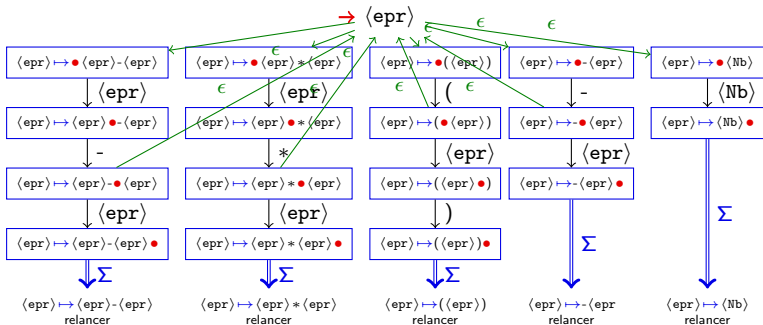 → ⟨epr⟩
ϵ ϵ ϵ ϵ ϵ ϵ ϵ ϵ
⟨epr⟩↦●⟨epr⟩-⟨epr⟩ ⟨epr⟩↦●⟨epr⟩*⟨epr⟩ ⟨epr⟩↦●(⟨epr⟩) ⟨epr⟩↦●-⟨epr⟩ ⟨epr⟩↦●⟨Nb⟩
⟨epr⟩ ⟨epr⟩ ( - ⟨Nb⟩
⟨epr⟩↦⟨epr⟩●-⟨epr⟩ ⟨epr⟩↦⟨epr⟩●*⟨epr⟩ ⟨epr⟩↦(●⟨epr⟩) ⟨epr⟩↦-●⟨epr⟩ ⟨epr⟩↦⟨Nb⟩●
- * ⟨epr⟩ ⟨epr⟩
⟨epr⟩↦⟨epr⟩-●⟨epr⟩ ⟨epr⟩↦⟨epr⟩*●⟨epr⟩ ⟨epr⟩↦(⟨epr⟩●) ⟨epr⟩↦-⟨epr⟩●
⟨epr⟩ ⟨epr⟩ ) Σ Σ
⟨epr⟩↦⟨epr⟩-⟨epr⟩● ⟨epr⟩↦⟨epr⟩*⟨epr⟩● ⟨epr⟩↦(⟨epr⟩)●
Σ Σ Σ
⟨epr⟩↦⟨epr⟩-⟨epr⟩ ⟨epr⟩↦⟨epr⟩*⟨epr⟩ ⟨epr⟩↦(⟨epr⟩) ⟨epr⟩↦-⟨epr ⟨epr⟩↦⟨Nb⟩
relancer relancer relancer relancer relancer